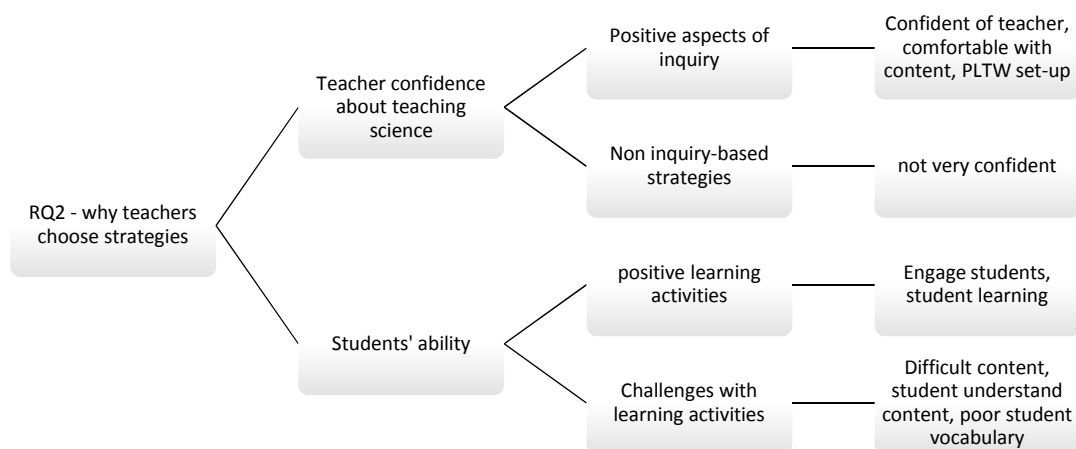 RQ2 - why teachers
choose strategies
Teacher confidence
about teaching
science
Positive aspects of
inquiry
Confident of teacher,
comfortable with
content, PLTW set-up
Non inquiry-based
strategies
not very confident
Students' ability
positive learning
activities
Engage students,
student learning
Challenges with
learning activities
Difficult content,
student understand
content, poor student
vocabulary